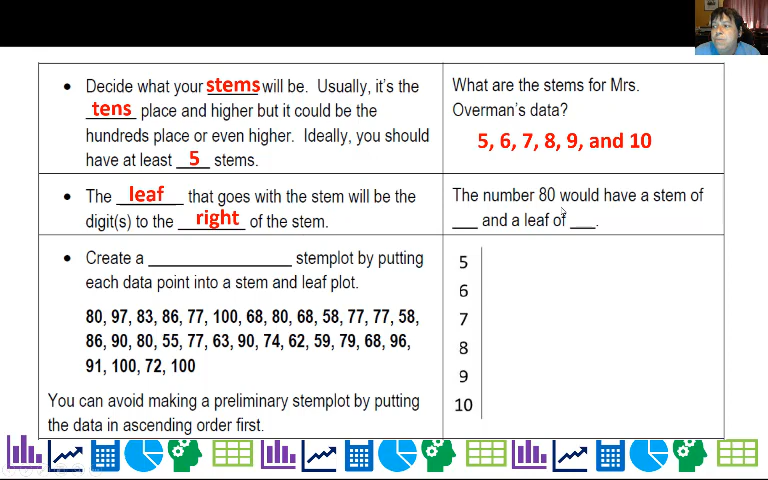 • Decide what your stems will be. Usually, it's the
tens place and higher but it could be the
hundreds place or even higher. Ideally, you should
have at least 5 stems.
What are the stems for Mrs.
Overman's data?
5, 6, 7, 8, 9, and 10
• The leaf that goes with the stem will be the
digit(s) to the right of the stem.
The number 80 would have a stem of
___ and a leaf of ___.
• Create a ________________ stemplot by putting
each data point into a stem and leaf plot.
80, 97, 83, 86, 77, 100, 68, 80, 68, 58, 77, 77, 58,
86, 90, 80, 55, 77, 63, 90, 74, 62, 59, 79, 68, 96,
91, 100, 72, 100
You can avoid making a preliminary stemplot by putting
the data in ascending order first.
5
6
7
8
9
10